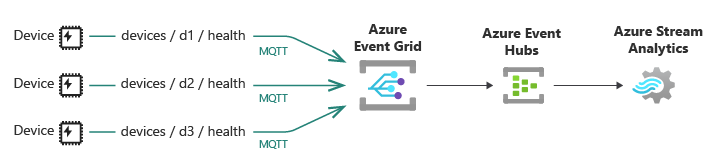 Device devices / d1 / health MQTT
Device devices / d2 / health MQTT
Device devices / d3 / health MQTT
Azure
Event Grid
Azure Event
Hubs
Azure Stream
Analytics